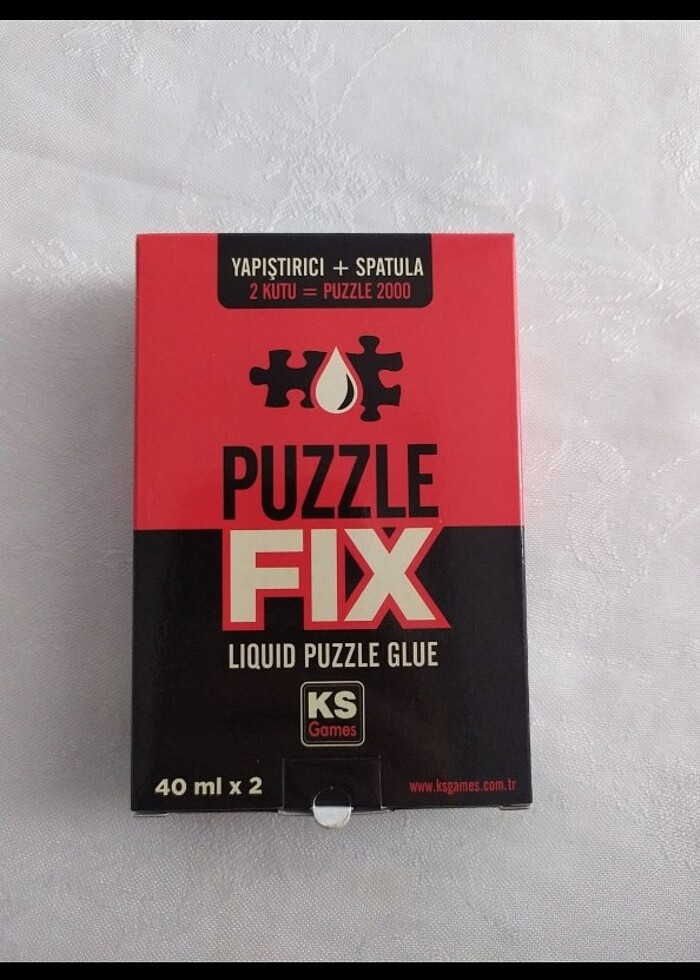 YAPIŞTIRICI + SPATULA
2 KUTU = PUZZLE 2000
PUZZLE
FIX
LIQUID PUZZLE GLUE
KS
Games
40 ml x 2
www.ksgames.com.tr